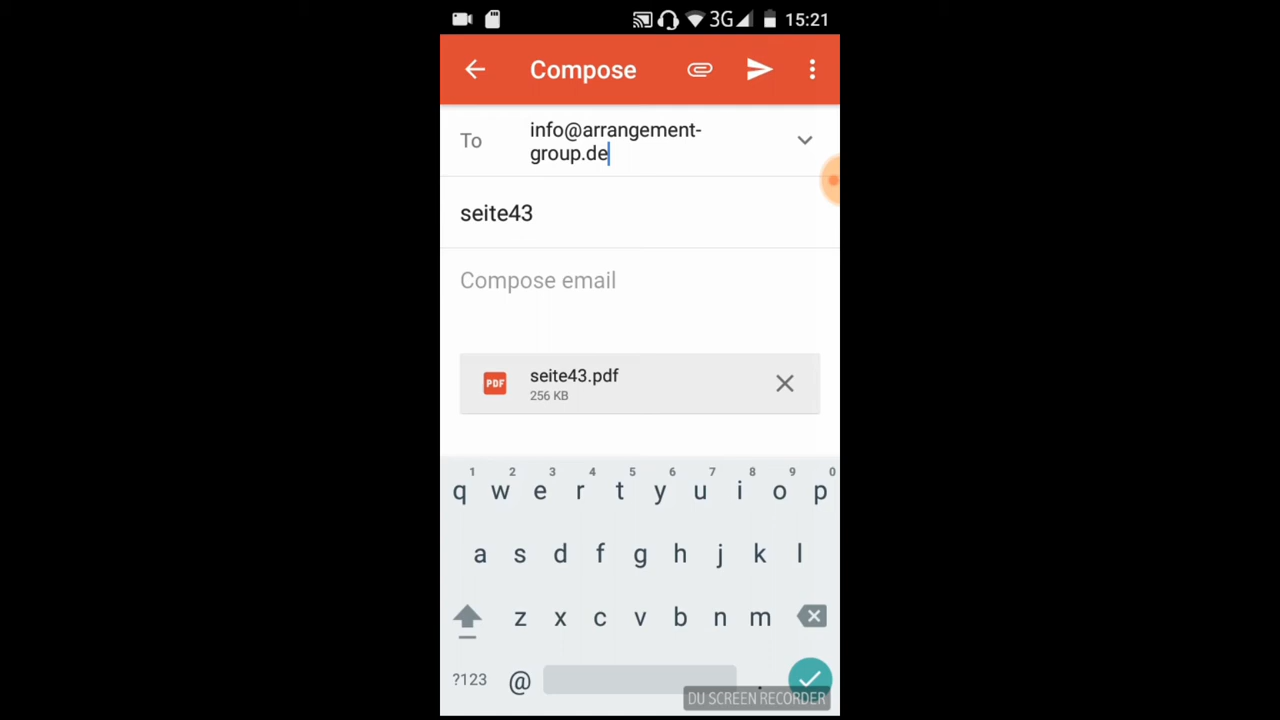 3G 15:21
Compose
To info@arrangement-
group.de
seite43
Compose email
PDF seite43.pdf
256 KB
1 2 3 4 5 6 7 8 9 0
q w e r t y u i o p
a s d f g h j k l
z x c v b n m
?123 @ .
DU SCREEN RECORDER